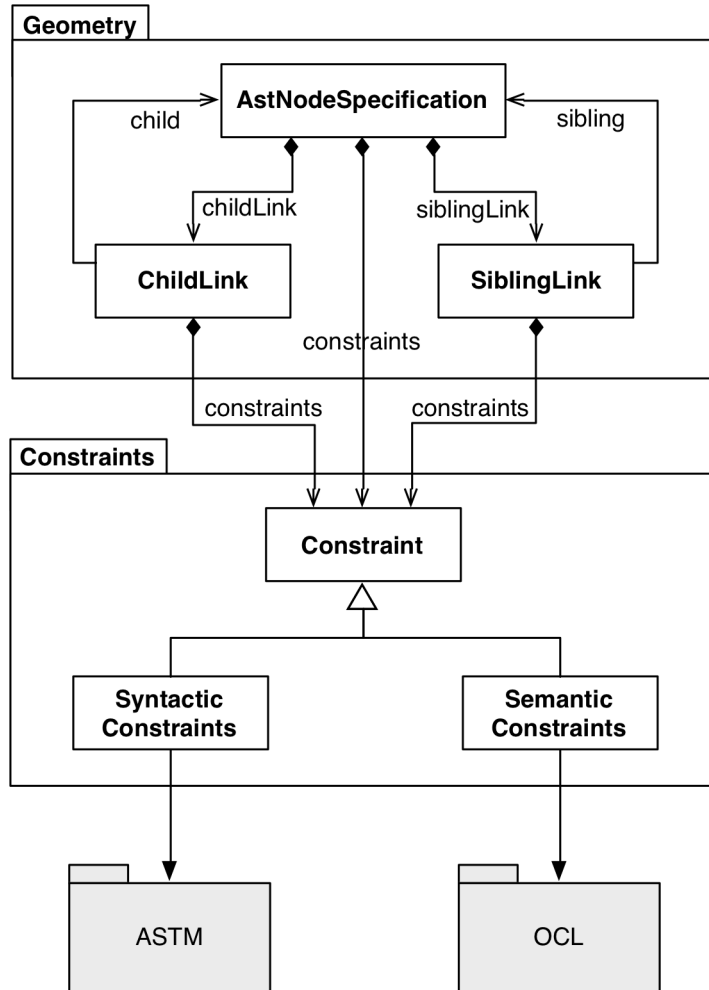 Geometry
AstNodeSpecification
child
sibling
childLink
siblingLink
ChildLink
SiblingLink
constraints
constraints
constraints
Constraints
Constraint
Syntactic
Constraints
Semantic
Constraints
ASTM
OCL